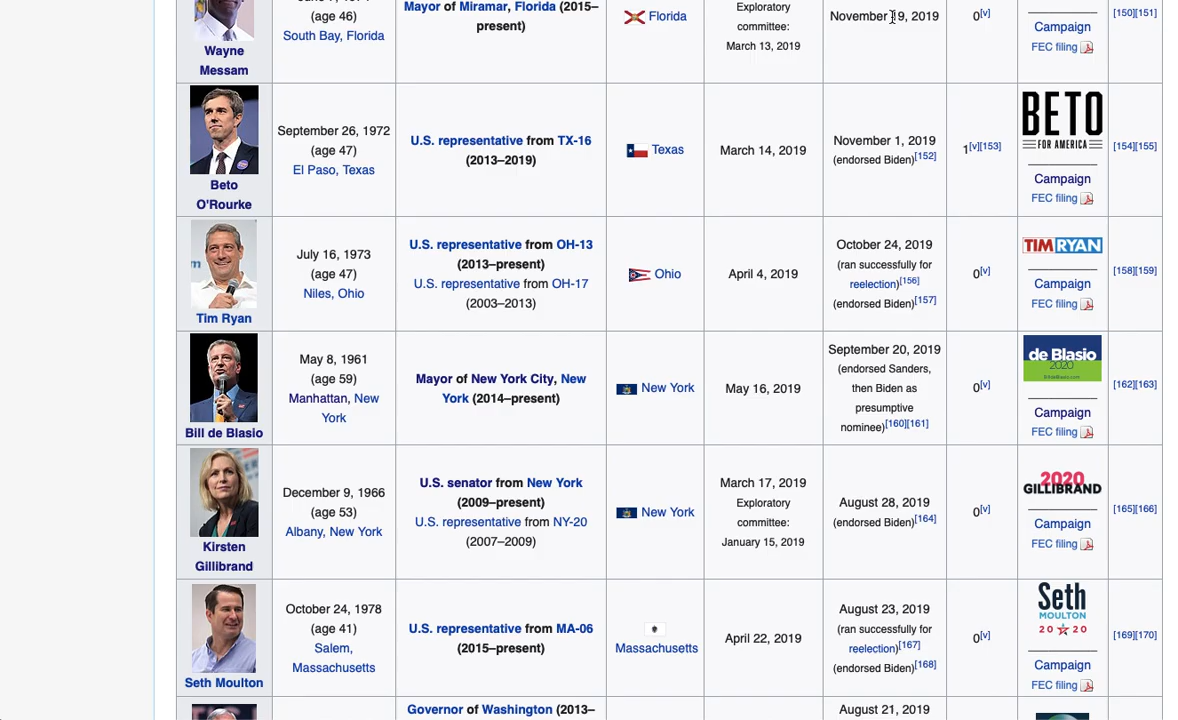 June 7, 1974
(age 46)
South Bay, Florida
Wayne
Messam
Mayor of Miramar, Florida (2015–
present)
Florida
Exploratory
committee:
March 13, 2019
November 19, 2019
0[v]
Campaign
FEC filing
[150][151]
Beto
O'Rourke
September 26, 1972
(age 47)
El Paso, Texas
U.S. representative from TX-16
(2013–2019)
Texas
March 14, 2019
November 1, 2019
(endorsed Biden)[152]
1[v][153]
BETO
FOR AMERICA
Campaign
FEC filing
[154][155]
Tim Ryan
July 16, 1973
(age 47)
Niles, Ohio
U.S. representative from OH-13
(2013–present)
U.S. representative from OH-17
(2003–2013)
Ohio
April 4, 2019
October 24, 2019
(ran successfully for
reelection)[156]
(endorsed Biden)[157]
0[v]
TIM RYAN
Campaign
FEC filing
[158][159]
Bill de Blasio
May 8, 1961
(age 59)
Manhattan, New
York
Mayor of New York City, New
York (2014–present)
New York
May 16, 2019
September 20, 2019
(endorsed Sanders,
then Biden as
presumptive
nominee)[160][161]
0[v]
de Blasio
2020
Campaign
FEC filing
[162][163]
Kirsten
Gillibrand
December 9, 1966
(age 53)
Albany, New York
U.S. senator from New York
(2009–present)
U.S. representative from NY-20
(2007–2009)
New York
March 17, 2019
Exploratory
committee:
January 15, 2019
August 28, 2019
(endorsed Biden)[164]
0[v]
2020
GILLIBRAND
Campaign
FEC filing
[165][166]
Seth Moulton
October 24, 1978
(age 41)
Salem,
Massachusetts
U.S. representative from MA-06
(2015–present)
Massachusetts
April 22, 2019
August 23, 2019
(ran successfully for
reelection)[167]
(endorsed Biden)[168]
0[v]
Seth
MOULTON
20 20
Campaign
FEC filing
[169][170]
Governor of Washington (2013–
August 21, 2019